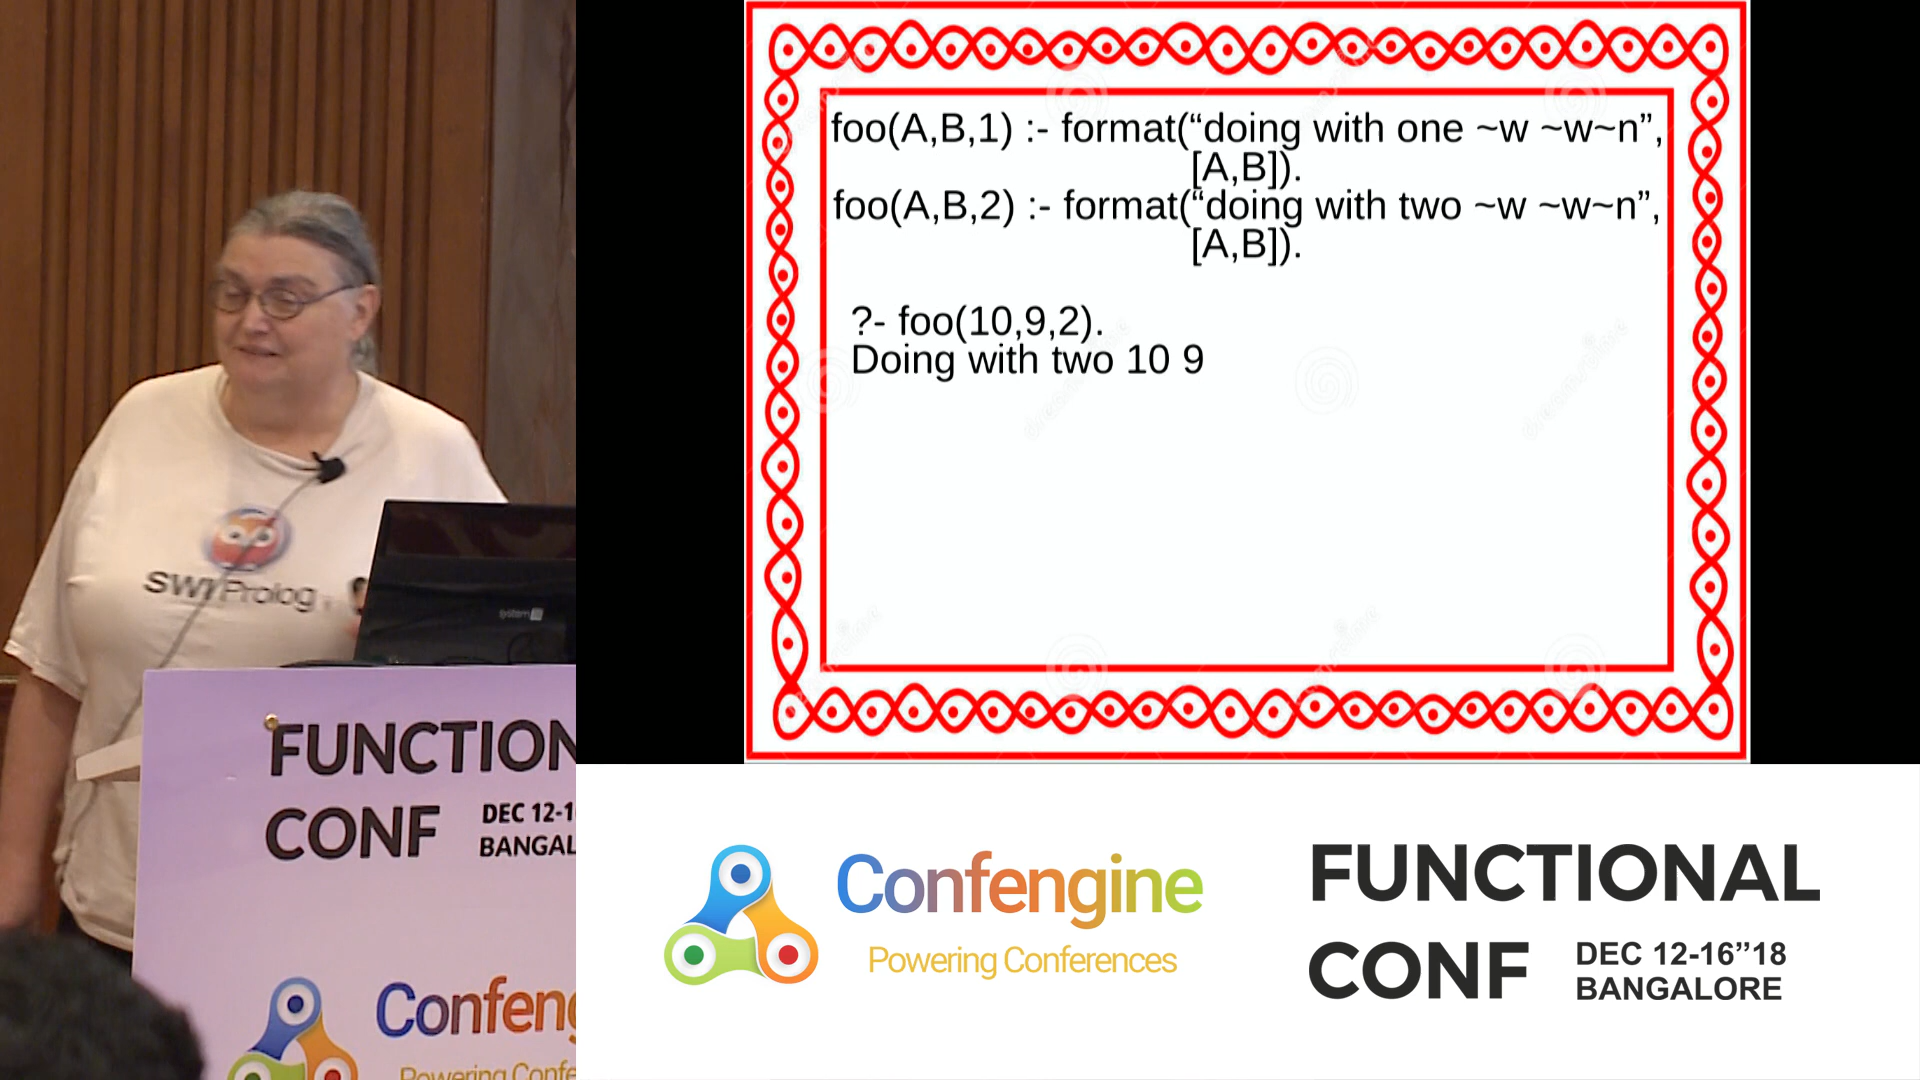 foo(A,B,1) :- format(“doing with one ~w ~w~n”,
[A,B]).
foo(A,B,2) :- format(“doing with two ~w ~w~n”,
[A,B]).
?- foo(10,9,2).
Doing with two 10 9
SWI Prolog
FUNCTION
CONF
DEC 12-1
BANGAL
Confeng
Powering Confe
Confengine
Powering Conferences
FUNCTIONAL
CONF
DEC 12-16”18
BANGALORE